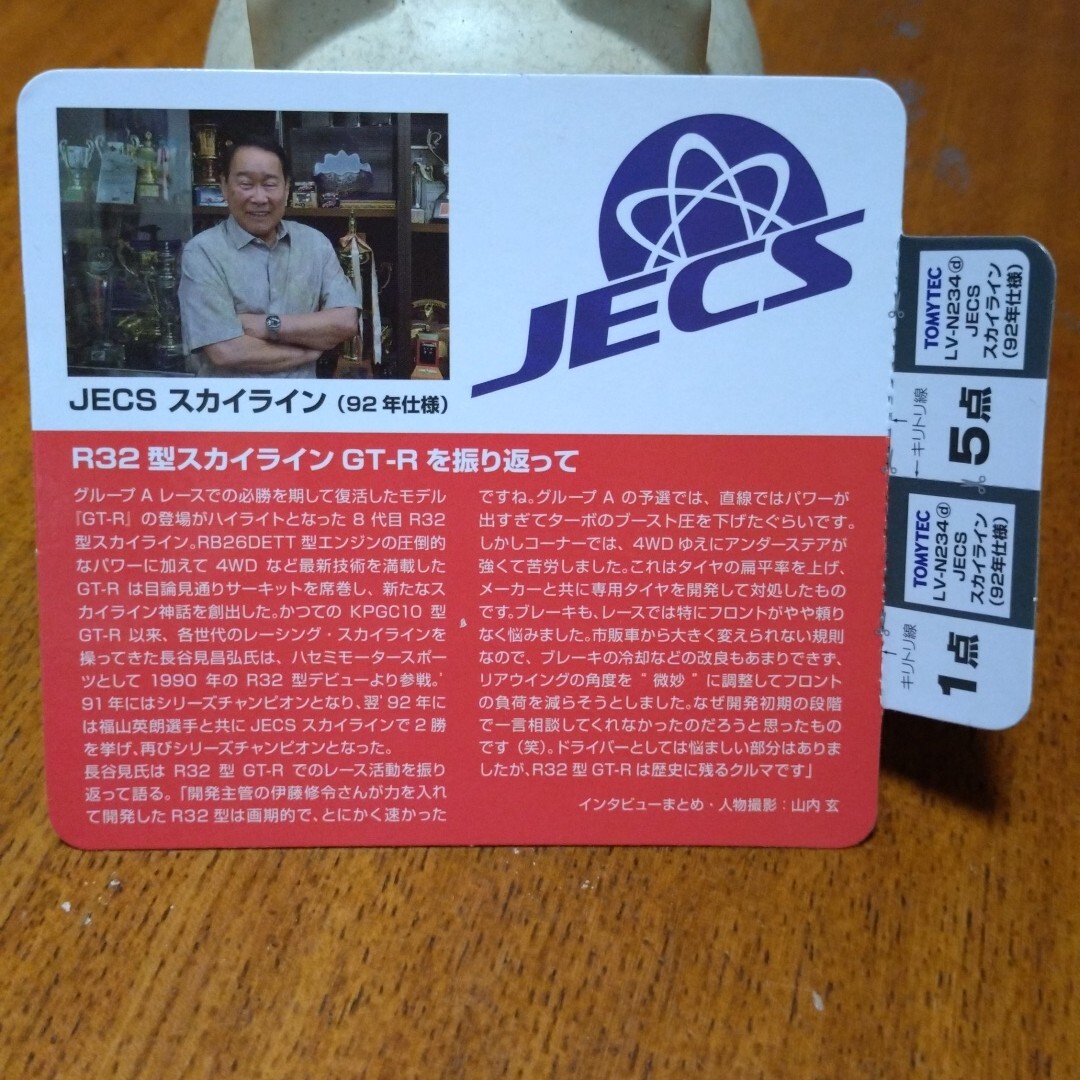 JECS
JECS スカイライン（92 年仕様）
R32 型スカイライン GT-R を振り返って
グループ A レースでの必勝を期して復活したモデル
『GT-R』の登場がハイライトとなった 8 代目 R32
型スカイライン。RB26DETT 型エンジンの圧倒的
なパワーに加えて 4WD など最新技術を満載した
GT-R は目論見通りサーキットを席巻し、新たなス
カイライン神話を創出した。かつての KPGC10 型
GT-R 以来、各世代のレーシング・スカイラインを
操ってきた長谷見昌弘氏は、ハセミモータースポー
ツとして 1990 年の R32 型デビューより参戦。'
91 年にはシリーズチャンピオンとなり、翌' 92 年に
は福山英朗選手と共に JECS スカイラインで 2 勝
を挙げ、再びシリーズチャンピオンとなった。
長谷見氏は R32 型 GT-R でのレース活動を振り
返って語る。「開発主管の伊藤修令さんが力を入れ
て開発した R32 型は画期的で、とにかく速かった
ですね。グループ A の予選では、直線ではパワーが
出すぎてターボのブースト圧を下げたぐらいです。
しかしコーナーでは、4WD ゆえにアンダーステアが
強くて苦労しました。これはタイヤの扁平率を上げ、
メーカーと共に専用タイヤを開発して対処したもの
です。ブレーキも、レースでは特にフロントがやや頼り
なく悩みました。市販車から大きく変えられない規則
なので、ブレーキの冷却などの改良もあまりできず、
リアウイングの角度を " 微妙 " に調整してフロント
の負荷を減らそうとしました。なぜ開発初期の段階
で一言相談してくれなかったのだろうと思ったもの
です（笑）。ドライバーとしては悩ましい部分はありま
したが、R32 型 GT-R は歴史に残るクルマです」
インタビューまとめ・人物撮影：山内 玄
TOMYTEC
LV-N234ⓓ
JECS
スカイライン
（92年仕様）
←キリトリ線→
5点
TOMYTEC
LV-N234ⓓ
JECS
スカイライン
（92年仕様）
キリトリ線→
1点